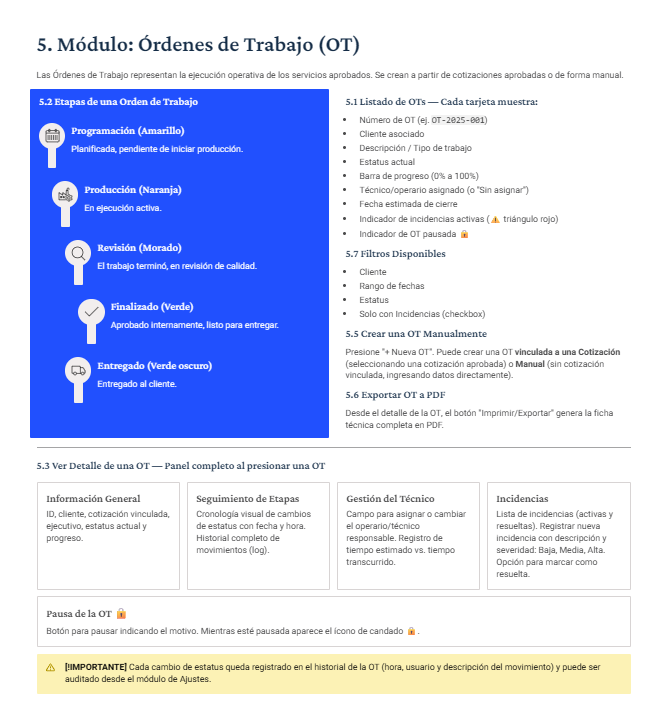 5. Módulo: Órdenes de Trabajo (OT)
Las Órdenes de Trabajo representan la ejecución operativa de los servicios aprobados. Se crean a partir de cotizaciones aprobadas o de forma manual.
5.2 Etapas de una Orden de Trabajo
Programación (Amarillo)
Planificada, pendiente de iniciar producción.
Producción (Naranja)
En ejecución activa.
Revisión (Morado)
El trabajo terminó, en revisión de calidad.
Finalizado (Verde)
Aprobado internamente, listo para entregar.
Entregado (Verde oscuro)
Entregado al cliente.
5.1 Listado de OTs — Cada tarjeta muestra:
• Número de OT (ej. OT-2025-001)
• Cliente asociado
• Descripción / Tipo de trabajo
• Estatus actual
• Barra de progreso (0% a 100%)
• Técnico/operario asignado (o "Sin asignar")
• Fecha estimada de cierre
• Indicador de incidencias activas (⚠️ triángulo rojo)
• Indicador de OT pausada 🔒
5.7 Filtros Disponibles
• Cliente
• Rango de fechas
• Estatus
• Solo con Incidencias (checkbox)
5.5 Crear una OT Manualmente
Presione "+ Nueva OT". Puede crear una OT vinculada a una Cotización
(seleccionando una cotización aprobada) o Manual (sin cotización
vinculada, ingresando datos directamente).
5.6 Exportar OT a PDF
Desde el detalle de la OT, el botón "Imprimir/Exportar" genera la ficha
técnica completa en PDF.
5.3 Ver Detalle de una OT — Panel completo al presionar una OT
Información General
ID, cliente, cotización vinculada,
ejecutivo, estatus actual y
progreso.
Seguimiento de Etapas
Cronología visual de cambios
de estatus con fecha y hora.
Historial completo de
movimientos (log).
Gestión del Técnico
Campo para asignar o cambiar
el operario/técnico
responsable. Registro de
tiempo estimado vs. tiempo
transcurrido.
Incidencias
Lista de incidencias (activas y
resueltas). Registrar nueva
incidencia con descripción y
severidad: Baja, Media, Alta.
Opción para marcar como
resuelta.
Pausa de la OT 🔒
Botón para pausar indicando el motivo. Mientras esté pausada aparece el ícono de candado 🔒.
[!IMPORTANTE] Cada cambio de estatus queda registrado en el historial de la OT (hora, usuario y descripción del movimiento) y puede ser
auditado desde el módulo de Ajustes.